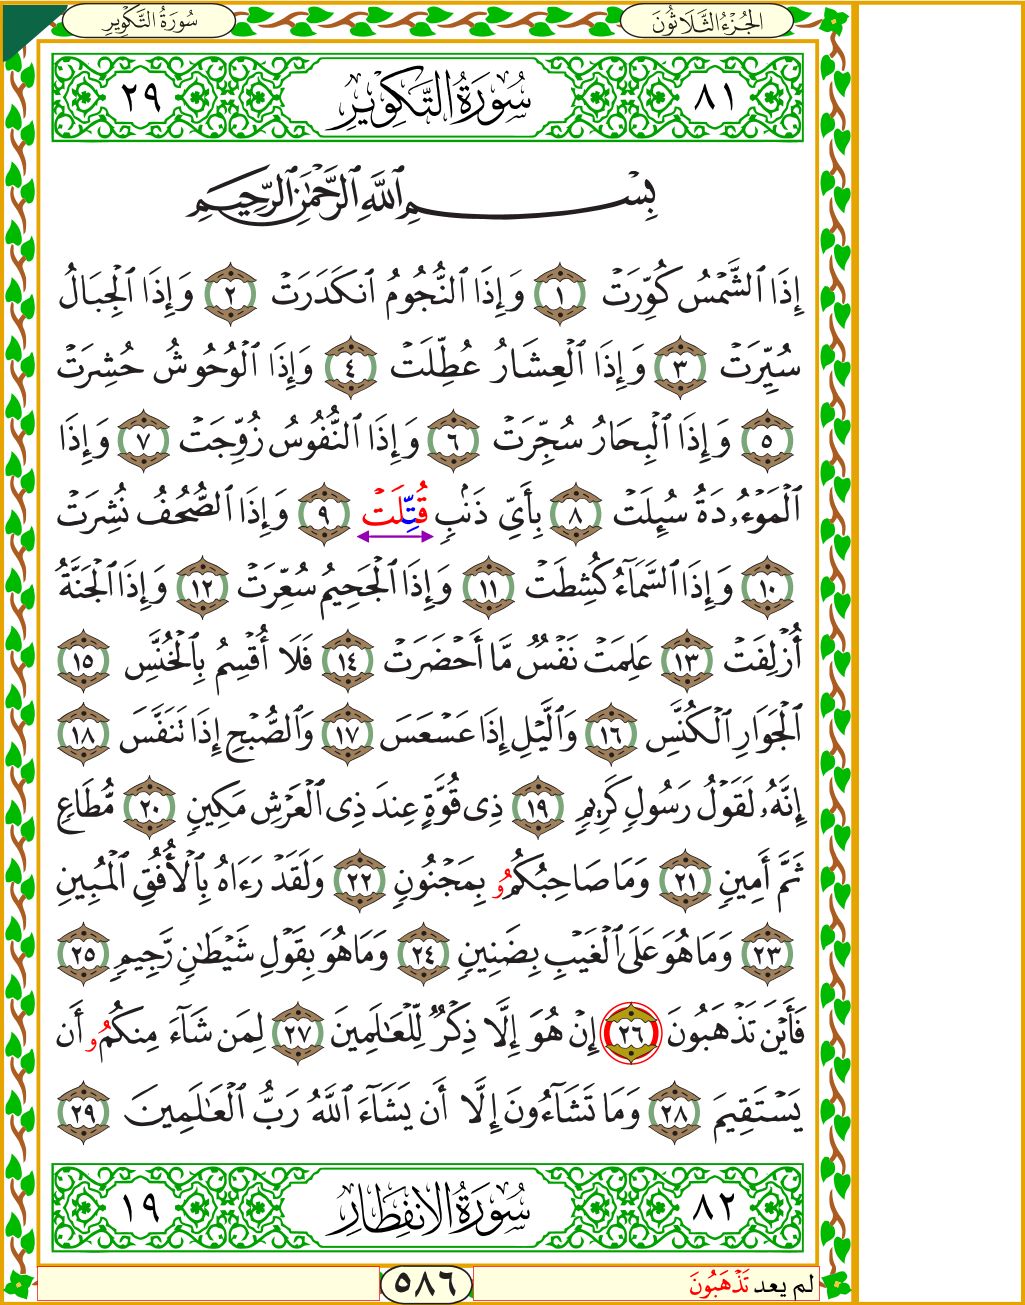 سُورَةُ التَّكْوِيرِ الجُزْءُ الثَّلَاثُونَ
٨١ سُورَةُ التَّكْوِيرِ ٢٩
بِسْمِ ٱللَّهِ ٱلرَّحْمَٰنِ ٱلرَّحِيمِ
إِذَا ٱلشَّمْسُ كُوِّرَتْ ١ وَإِذَا ٱلنُّجُومُ ٱنكَدَرَتْ ٢ وَإِذَا ٱلْجِبَالُ
سُيِّرَتْ ٣ وَإِذَا ٱلْعِشَارُ عُطِّلَتْ ٤ وَإِذَا ٱلْوُحُوشُ حُشِرَتْ
٥ وَإِذَا ٱلْبِحَارُ سُجِّرَتْ ٦ وَإِذَا ٱلنُّفُوسُ زُوِّجَتْ ٧ وَإِذَا
ٱلْمَوْءُۥدَةُ سُئِلَتْ ٨ بِأَيِّ ذَنۢبٍ قُتِّلَتْ ٩ وَإِذَا ٱلصُّحُفُ نُشِرَتْ
١٠ وَإِذَا ٱلسَّمَآءُ كُشِطَتْ ١١ وَإِذَا ٱلْجَحِيمُ سُعِّرَتْ ١٢ وَإِذَا ٱلْجَنَّةُ
أُزْلِفَتْ ١٣ عَلِمَتْ نَفْسٌ مَّآ أَحْضَرَتْ ١٤ فَلَآ أُقْسِمُ بِٱلْخُنَّسِ ١٥
ٱلْجَوَارِ ٱلْكُنَّسِ ١٦ وَٱلَّيْلِ إِذَا عَسْعَسَ ١٧ وَٱلصُّبْحِ إِذَا تَنَفَّسَ ١٨
إِنَّهُۥ لَقَوْلُ رَسُولٍ كَرِيمٍ ١٩ ذِى قُوَّةٍ عِندَ ذِى ٱلْعَرْشِ مَكِينٍ ٢٠ مُّطَاعٍ
ثَمَّ أَمِينٍ ٢١ وَمَا صَاحِبُكُمُو بِمَجْنُونٍ ٢٢ وَلَقَدْ رَءَاهُ بِٱلْأُفُقِ ٱلْمُبِينِ
٢٣ وَمَا هُوَ عَلَى ٱلْغَيْبِ بِضَنِينٍ ٢٤ وَمَا هُوَ بِقَوْلِ شَيْطَٰنٍ رَّجِيمٍ ٢٥
فَأَيْنَ تَذْهَبُونَ ٢٦ إِنْ هُوَ إِلَّا ذِكْرٌ لِّلْعَٰلَمِينَ ٢٧ لِمَن شَآءَ مِنكُمُو أَن
يَسْتَقِيمَ ٢٨ وَمَا تَشَآءُونَ إِلَّآ أَن يَشَآءَ ٱللَّهُ رَبُّ ٱلْعَٰلَمِينَ ٢٩
٨٢ سُورَةُ الانفِطَارِ ١٩
لم يعد تَذْهَبُونَ ٥٨٦